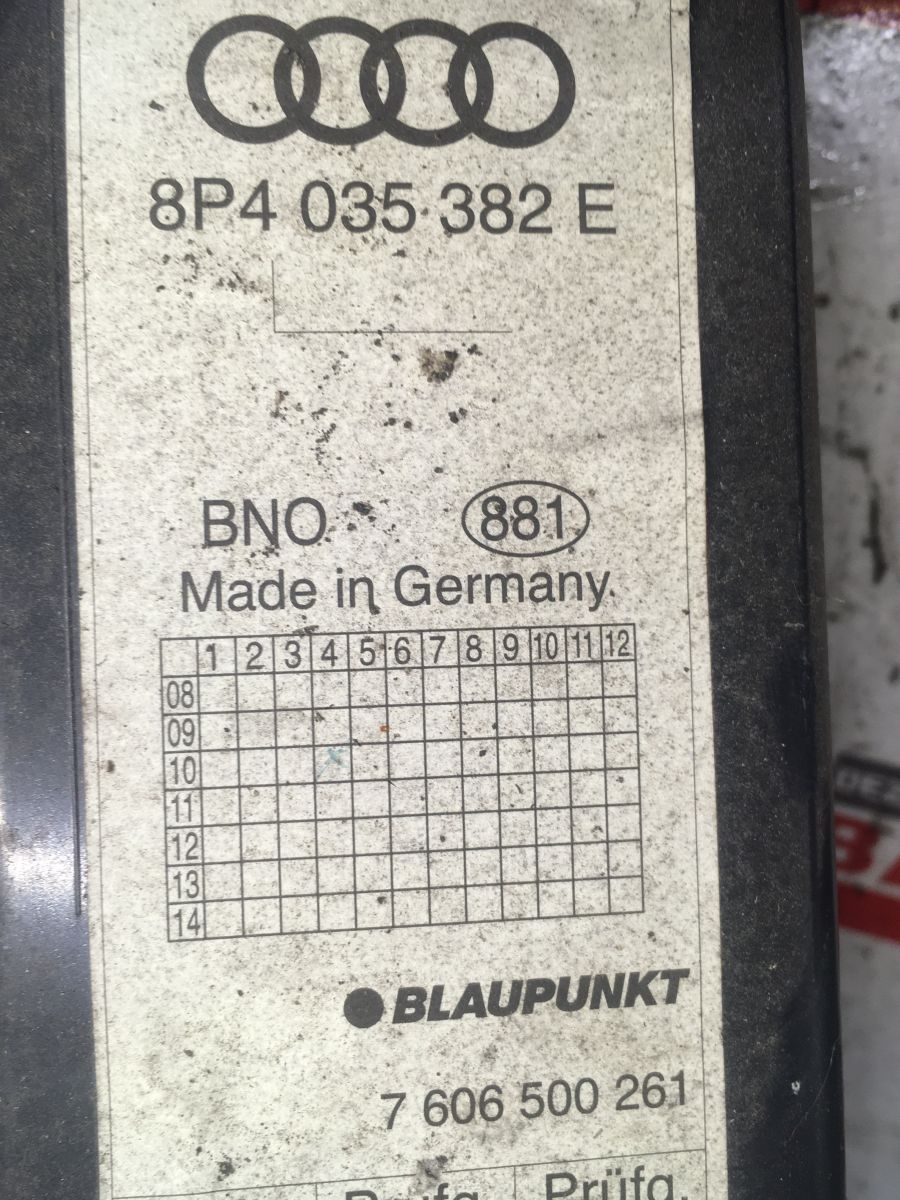 8P4 035 382 E
BNO 881
Made in Germany
1 2 3 4 5 6 7 8 9 10 11 12
08
09
10
11
12
13
14
BLAUPUNKT
7 606 500 261
Prüfg.